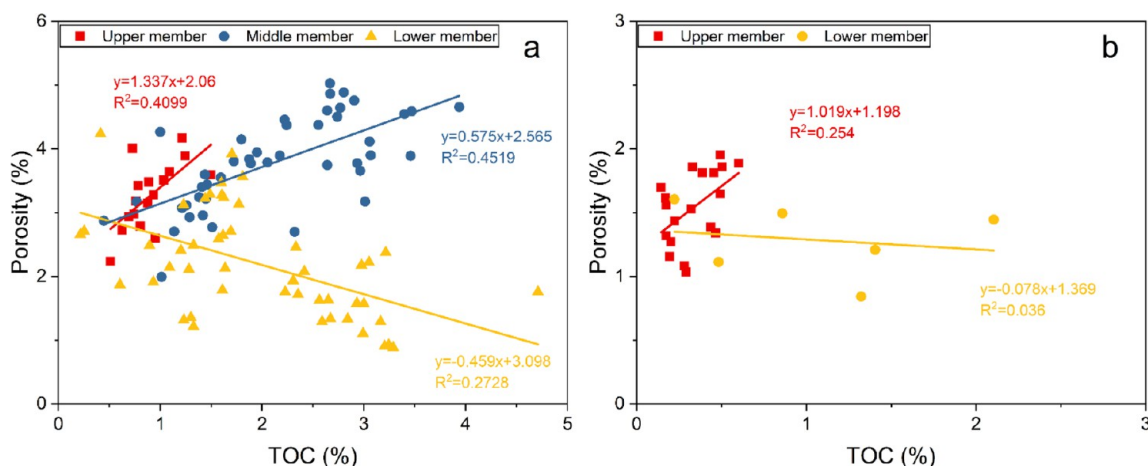 Upper member Middle member Lower member
a
y=1.337x+2.06
R²=0.4099
y=0.575x+2.565
R²=0.4519
y=-0.459x+3.098
R²=0.2728
Porosity (%)
6
4
2
0
0 1 2 3 4 5
TOC (%)
Upper member Lower member
b
y=1.019x+1.198
R²=0.254
y=-0.078x+1.369
R²=0.036
Porosity (%)
3
2
1
0
0 1 2 3
TOC (%)